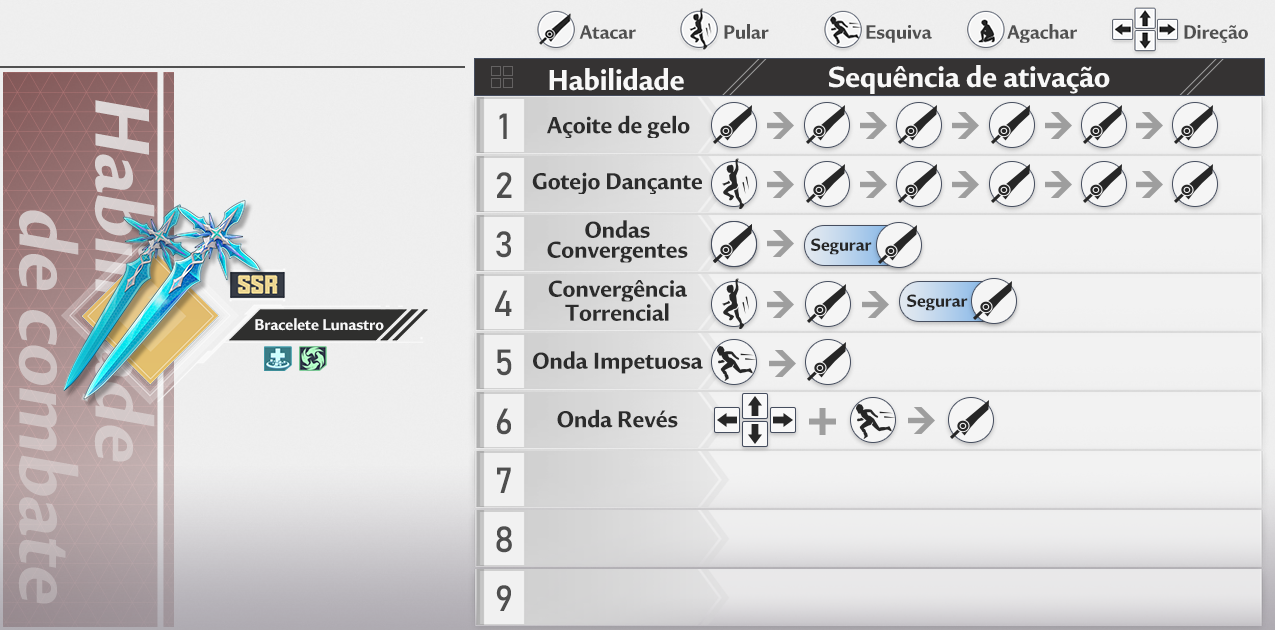 Atacar
Pular
Esquiva
Agachar
Direção
Habilidade
Sequência de ativação
Habilidade
de combate
SSR
Bracelete Lunastro
1
Açoite de gelo
2
Gotejo Dançante
3
Ondas
Convergentes
Segurar
4
Convergência
Torrencial
Segurar
5
Onda Impetuosa
6
Onda Revés
7
8
9